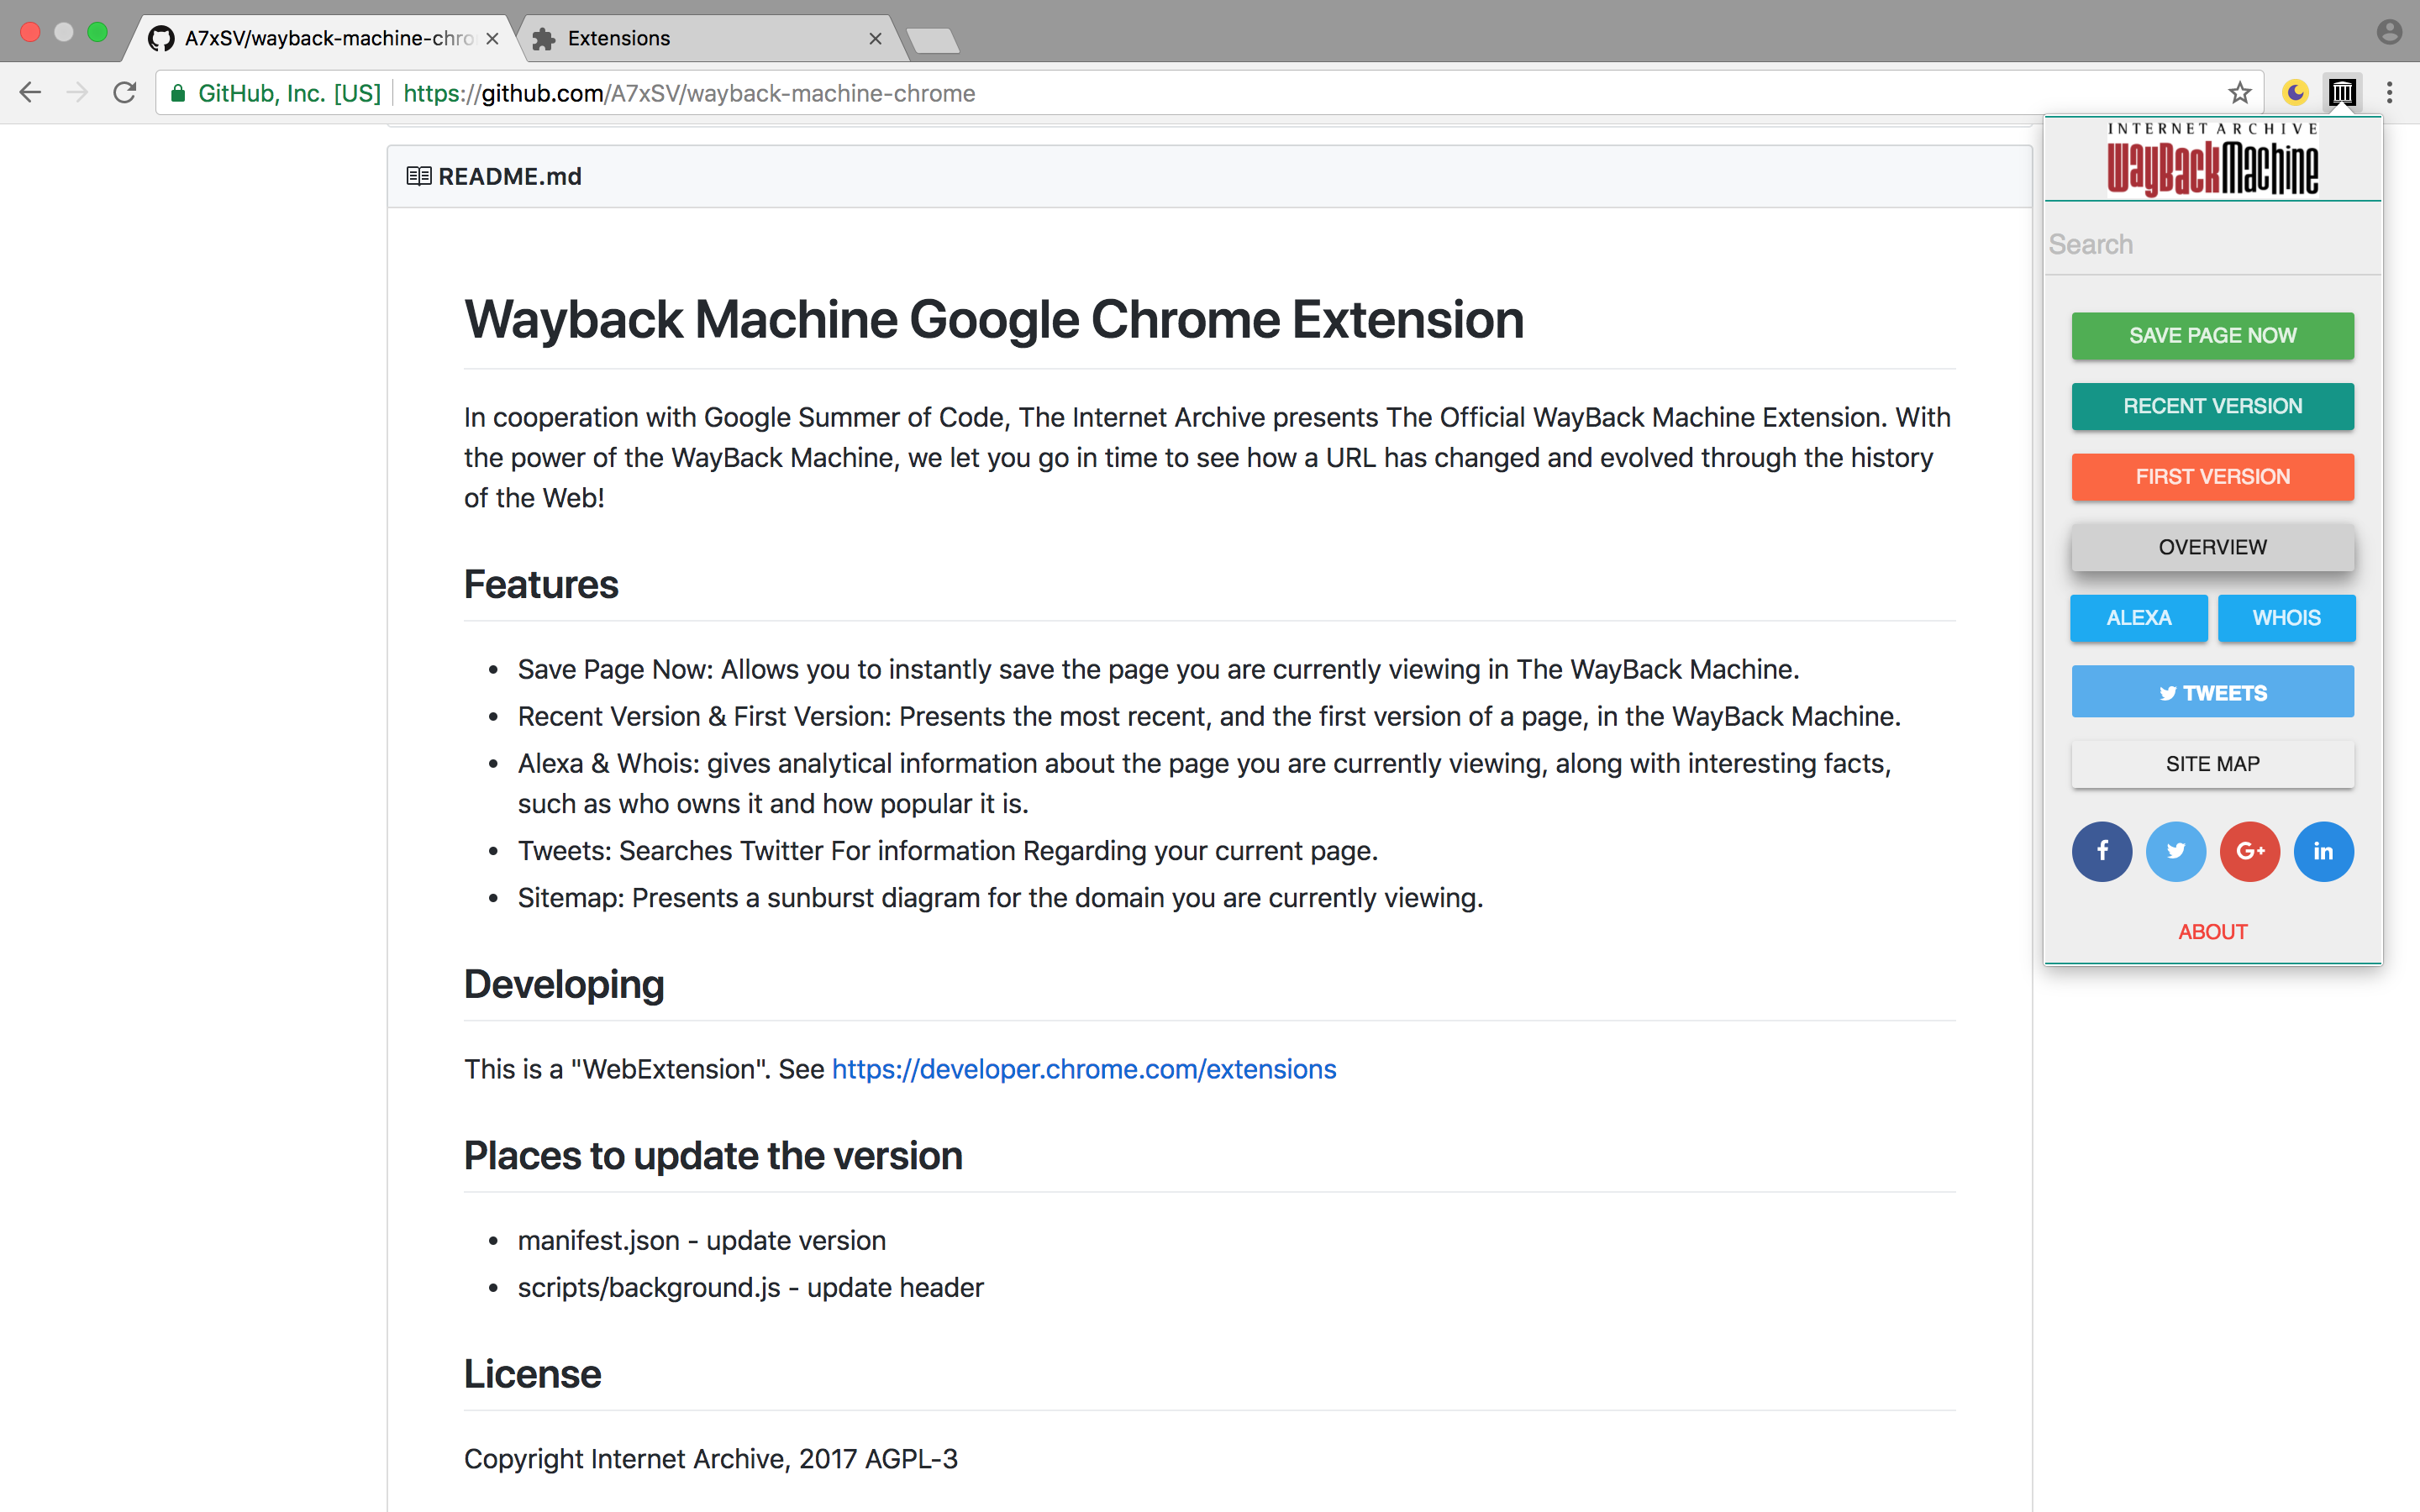 A7xSV/wayback-machine-chro
Extensions
GitHub, Inc. [US] https://github.com/A7xSV/wayback-machine-chrome
README.md
Wayback Machine Google Chrome Extension
In cooperation with Google Summer of Code, The Internet Archive presents The Official WayBack Machine Extension. With
the power of the WayBack Machine, we let you go in time to see how a URL has changed and evolved through the history
of the Web!
Features
• Save Page Now: Allows you to instantly save the page you are currently viewing in The WayBack Machine.
• Recent Version & First Version: Presents the most recent, and the first version of a page, in the WayBack Machine.
• Alexa & Whois: gives analytical information about the page you are currently viewing, along with interesting facts,
such as who owns it and how popular it is.
• Tweets: Searches Twitter For information Regarding your current page.
• Sitemap: Presents a sunburst diagram for the domain you are currently viewing.
Developing
This is a "WebExtension". See https://developer.chrome.com/extensions
Places to update the version
• manifest.json - update version
• scripts/background.js - update header
License
Copyright Internet Archive, 2017 AGPL-3
INTERNET ARCHIVE
WayBackMachine
Search
SAVE PAGE NOW
RECENT VERSION
FIRST VERSION
OVERVIEW
ALEXA WHOIS
TWEETS
SITE MAP
f G+ in
ABOUT